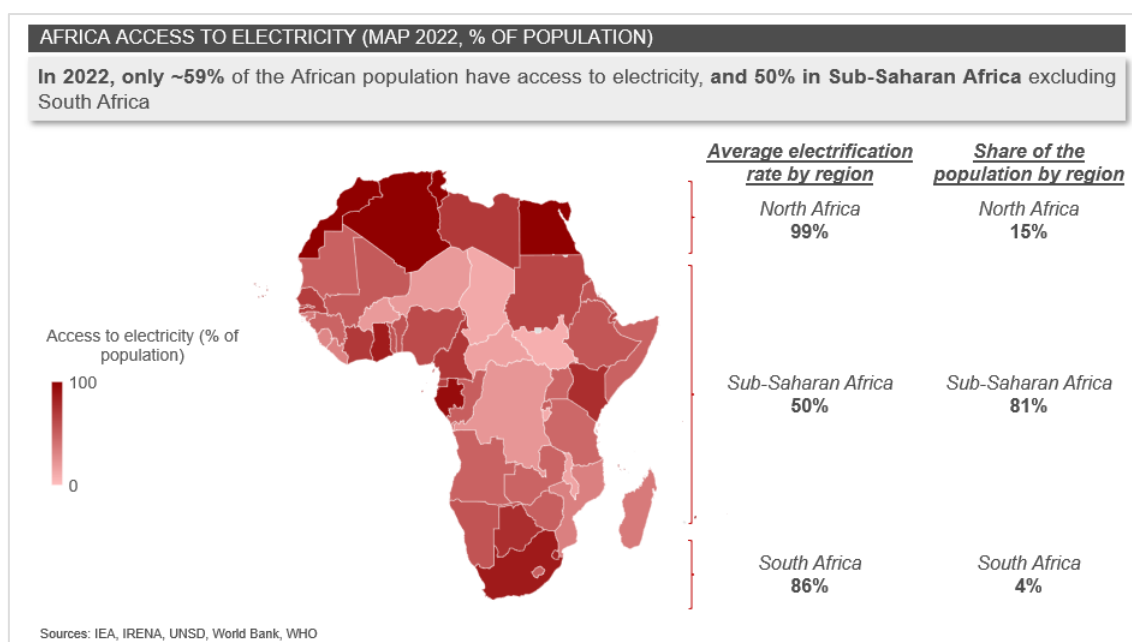 AFRICA ACCESS TO ELECTRICITY (MAP 2022, % OF POPULATION)
In 2022, only ~59% of the African population have access to electricity, and 50% in Sub-Saharan Africa excluding
South Africa
Average electrification
rate by region
Share of the
population by region
North Africa
99%
North Africa
15%
Access to electricity (% of
population)
100
0
Sub-Saharan Africa
50%
Sub-Saharan Africa
81%
South Africa
86%
South Africa
4%
Sources: IEA, IRENA, UNSD, World Bank, WHO